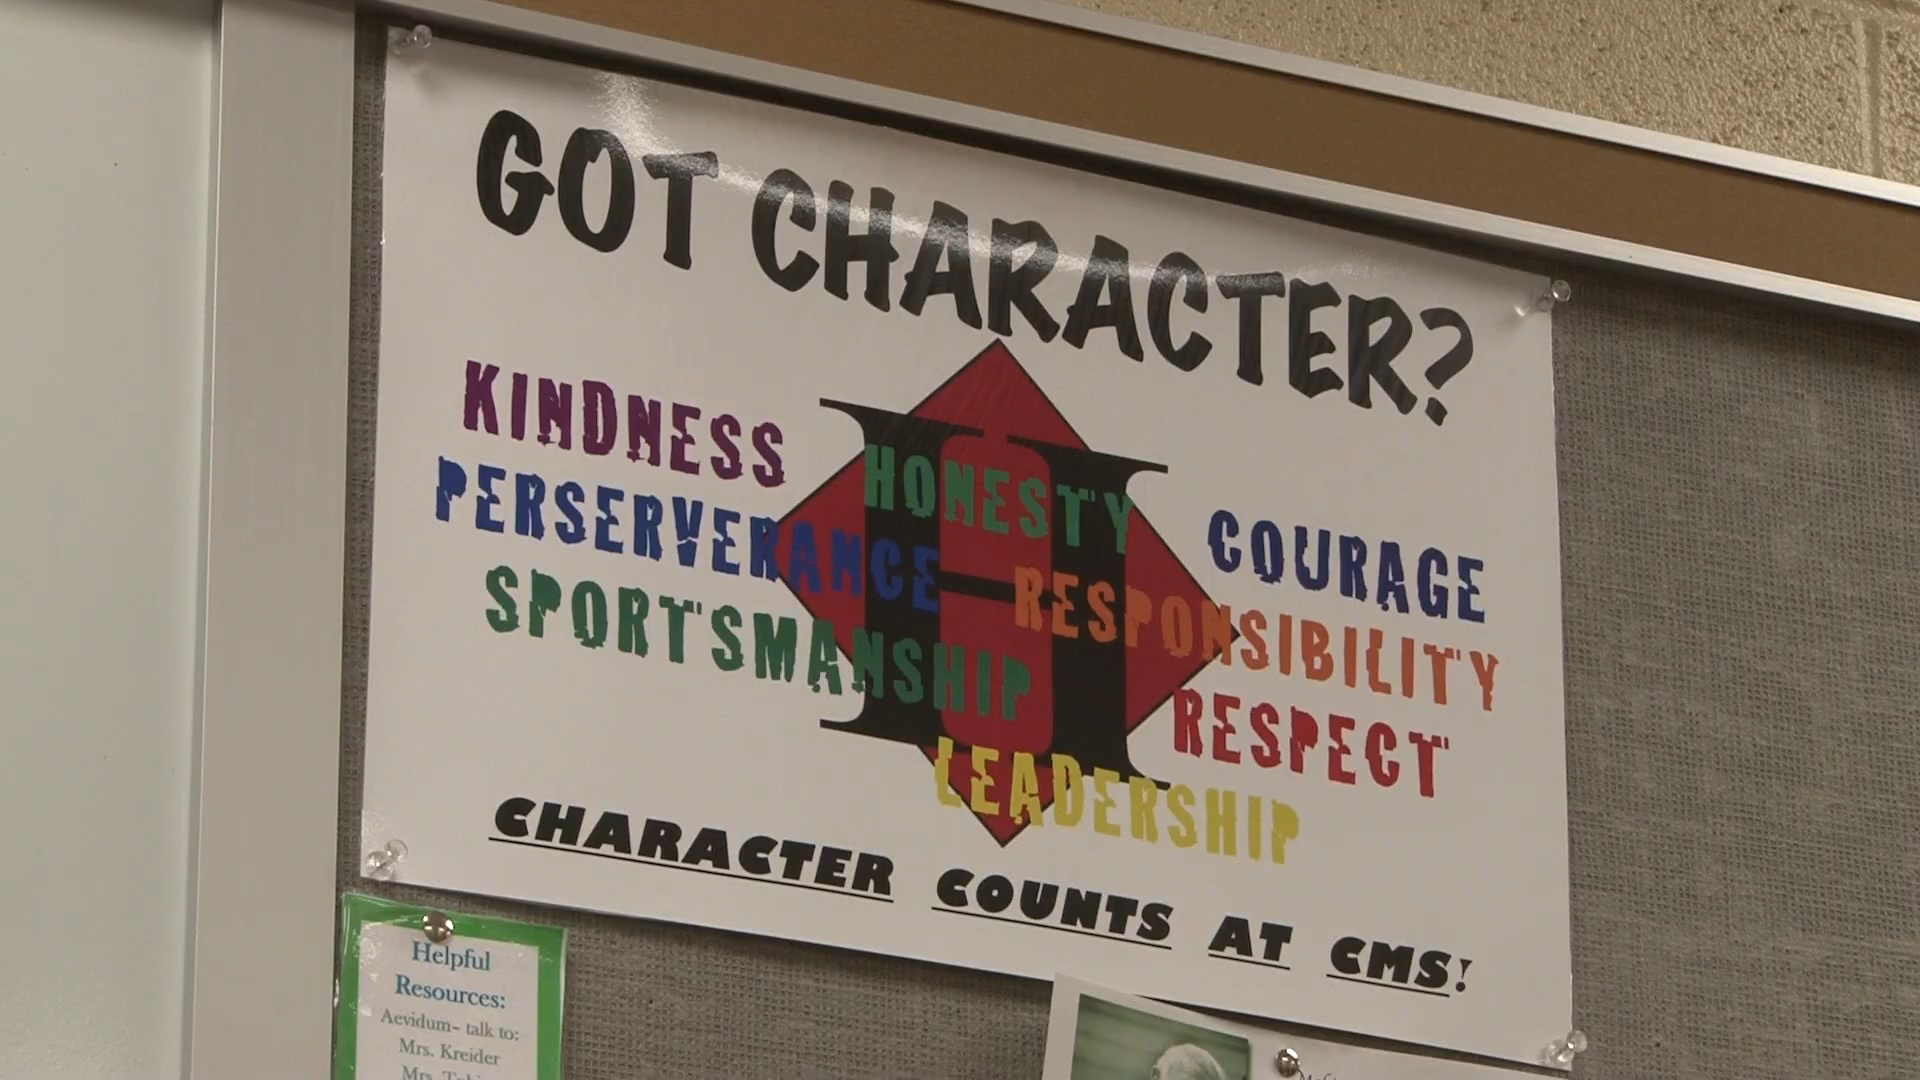 GOT CHARACTER?
KINDNESS
HONESTY
COURAGE
PERSERVERANCE
RESPONSIBILITY
SPORTSMANSHIP
RESPECT
LEADERSHIP
CHARACTER COUNTS AT CMS!
H
Helpful
Resources:
Aevidum- talk to:
Mrs. Kreider
Mrs.